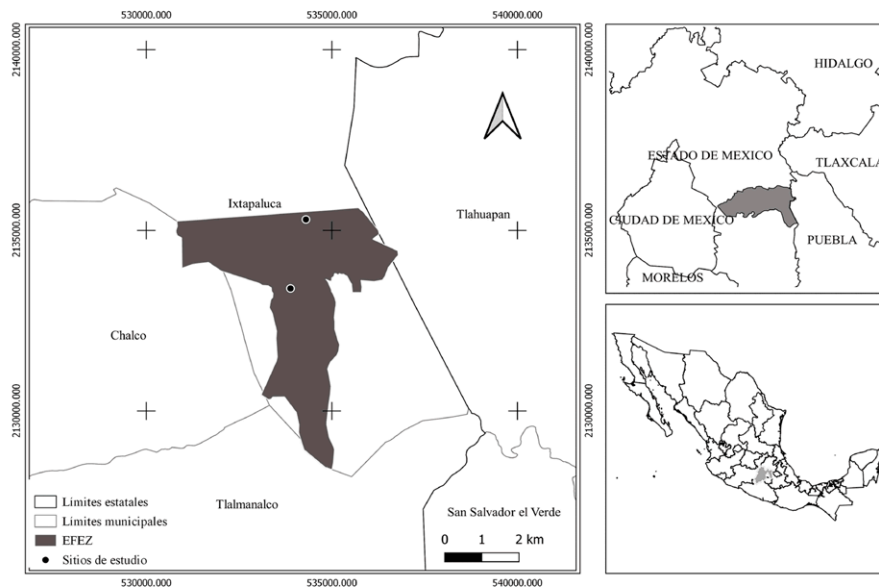 530000.000 535000.000 540000.000
2140000.000 2140000.000
HIDALGO
ESTADO DE MEXICO
TLAXCALA
CIUDAD DE MEXICO
PUEBLA
MORELOS
Ixtapaluca
Tlahuapan
2135000.000 2135000.000
Chalco
2130000.000 2130000.000
Tlalmanalco
San Salvador el Verde
Limites estatales
Limites municipales
EFEZ
Sitios de estudio
0 1 2 km
530000.000 535000.000 540000.000